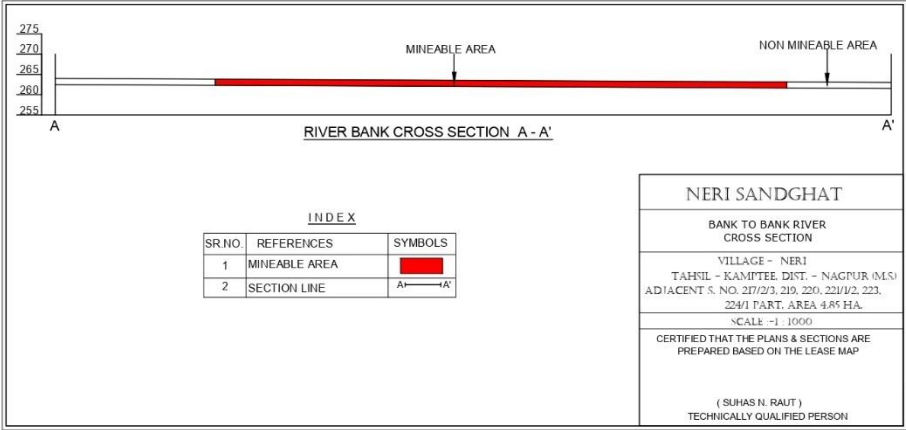 275
270
265
260
255
MINEABLE AREA
NON MINEABLE AREA
A
A'
RIVER BANK CROSS SECTION A - A'
INDEX
SR.NO. REFERENCES SYMBOLS
1 MINEABLE AREA
2 SECTION LINE A A'
NERI SANDGHAT
BANK TO BANK RIVER
CROSS SECTION
VILLAGE - NERI
TAHSIL - KAMPTEE, DIST. - NAGPUR (M.S.)
ADJACENT S. NO. 217/2/3, 219, 220, 221/1/2, 223,
224/1 PART, AREA 4.85 HA.
SCALE :-1 : 1000
CERTIFIED THAT THE PLANS & SECTIONS ARE
PREPARED BASED ON THE LEASE MAP
( SUHAS N. RAUT )
TECHNICALLY QUALIFIED PERSON